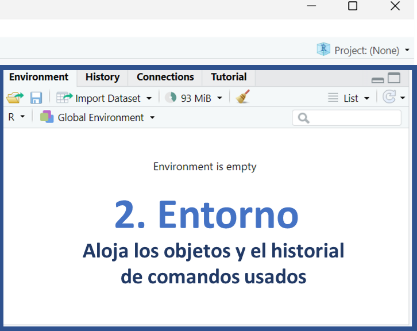 Project: (None)
Environment History Connections Tutorial
Import Dataset 93 MiB List
R Global Environment
Environment is empty
2. Entorno
Aloja los objetos y el historial
de comandos usados